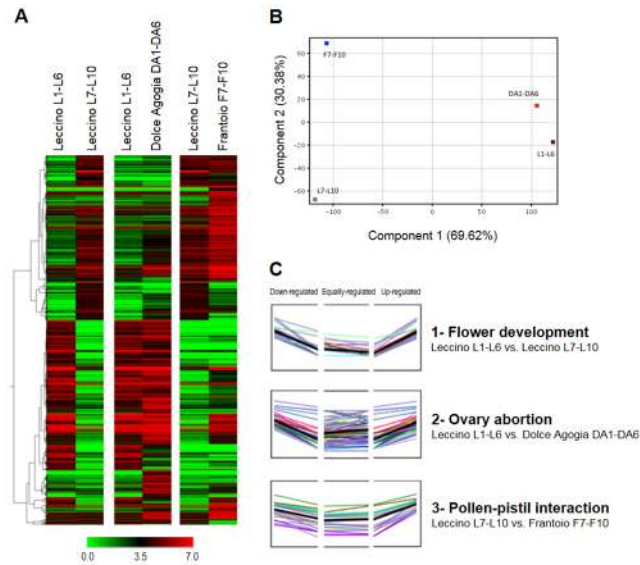 A
Leccino L1-L6
Leccino L7-L10
Leccino L1-L6
Dolce Agogia DA1-DA6
Leccino L7-L10
Frantoio F7-F10
0.0
3.5
7.0
B
Component 2 (30.38%)
60
40
20
0
-20
-40
-60
F7-F10
DA1-DA6
L1-L6
L7-L10
-100
-50
0
50
100
Component 1 (69.62%)
C
Down-regulated
Equally-regulated
Up-regulated
1- Flower development
Leccino L1-L6 vs. Leccino L7-L10
2- Ovary abortion
Leccino L1-L6 vs. Dolce Agogia DA1-DA6
3- Pollen-pistil interaction
Leccino L7-L10 vs. Frantoio F7-F10